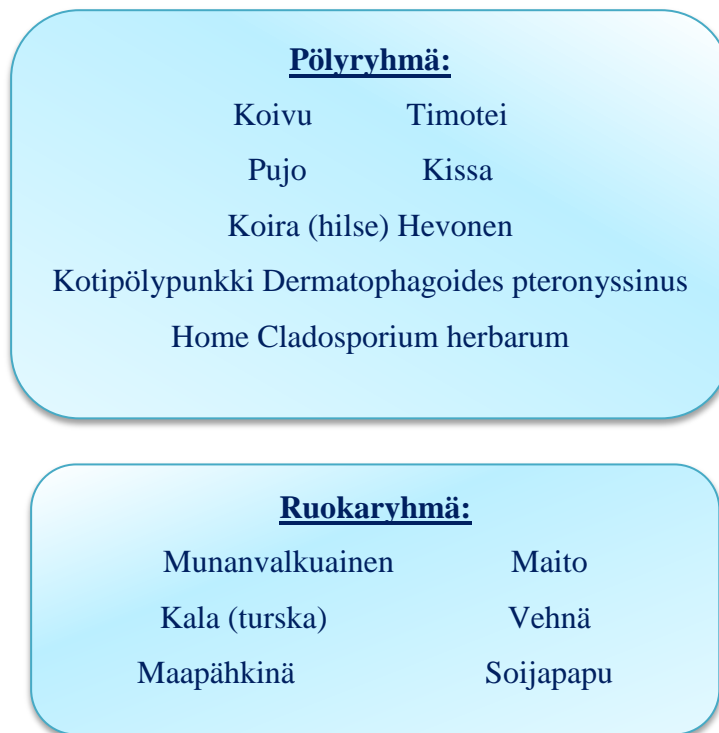 Pölyryhmä:
Koivu Timotei
Pujo Kissa
Koira (hilse) Hevonen
Kotipölypunkki Dermatophagoides pteronyssinus
Home Cladosporium herbarum
Ruokaryhmä:
Munanvalkuainen Maito
Kala (turska) Vehnä
Maapähkinä Soijapapu